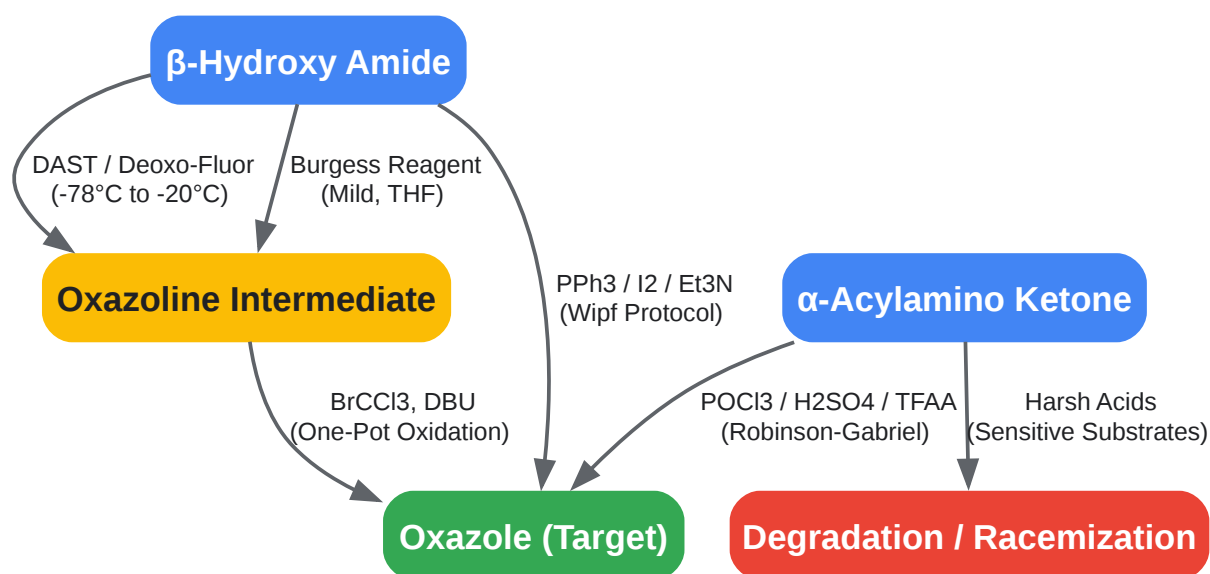 β-Hydroxy Amide
DAST / Deoxo-Fluor
(-78°C to -20°C)
Burgess Reagent
(Mild, THF)
PPh3 / I2 / Et3N
(Wipf Protocol)
Oxazoline Intermediate
α-Acylamino Ketone
BrCCl3, DBU
(One-Pot Oxidation)
POCl3 / H2SO4 / TFAA
(Robinson-Gabriel)
Harsh Acids
(Sensitive Substrates)
Oxazole (Target)
Degradation / Racemization